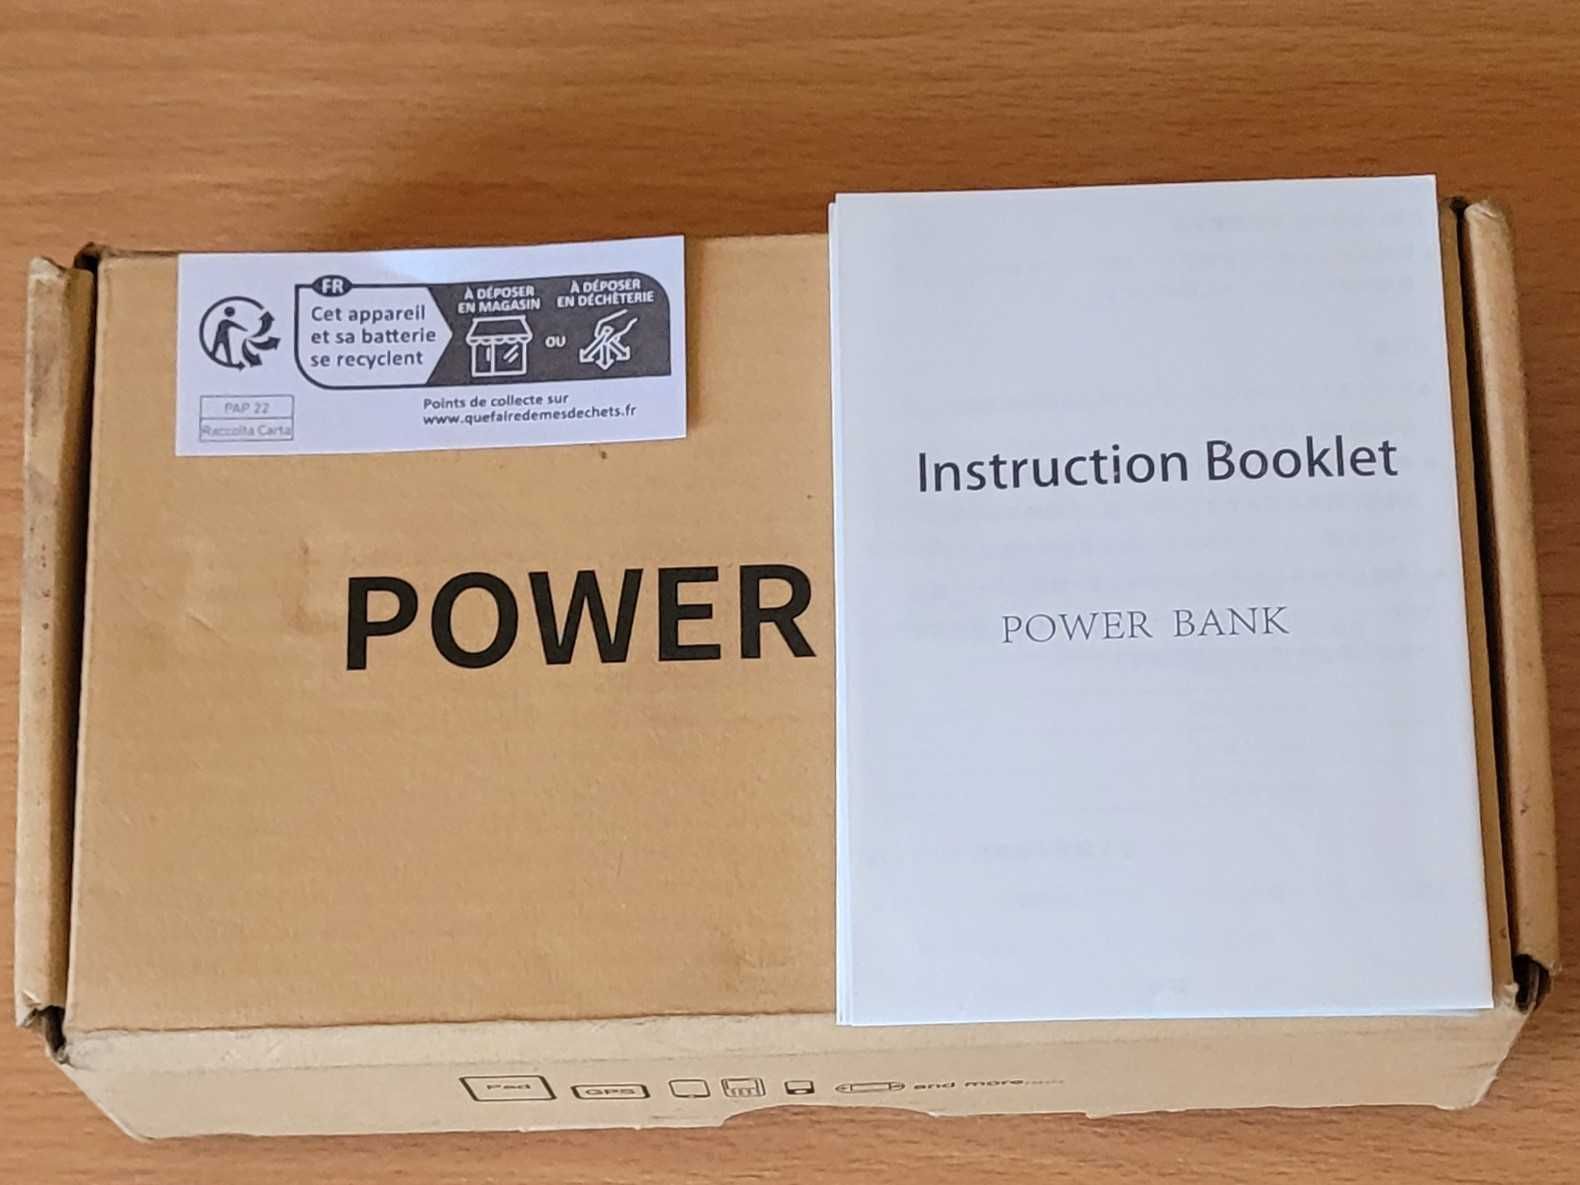 FR
Cet appareil
et sa batterie
se recyclent
À DÉPOSER
EN MAGASIN
OU
À DÉPOSER
EN DÉCHÈTERIE
PAP 22
Raccolta Carta
Points de collecte sur
www.quefairedemesdechets.fr
POWER
Instruction Booklet
POWER BANK
Pad
GPS
and more......